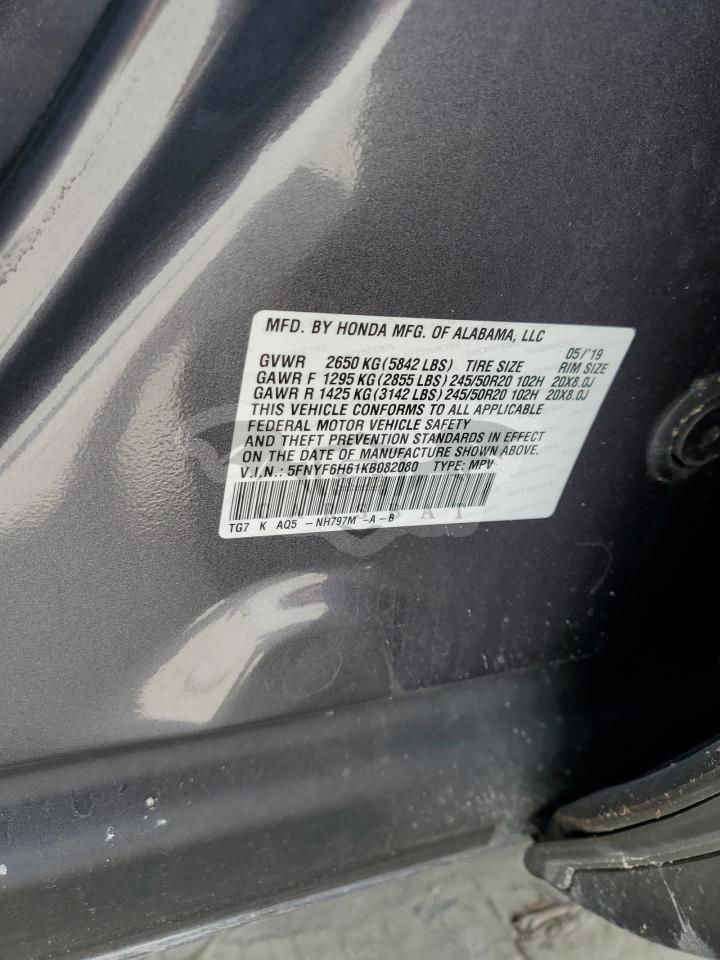 MFD. BY HONDA MFG. OF ALABAMA, LLC
05/'19
GVWR 2650 KG (5842 LBS) TIRE SIZE RIM SIZE
GAWR F 1295 KG (2855 LBS) 245/50R20 102H 20X8.0J
GAWR R 1425 KG (3142 LBS) 245/50R20 102H 20X8.0J
THIS VEHICLE CONFORMS TO ALL APPLICABLE
FEDERAL MOTOR VEHICLE SAFETY
AND THEFT PREVENTION STANDARDS IN EFFECT
ON THE DATE OF MANUFACTURE SHOWN ABOVE.
V.I.N.: 5FNYF6H61KB082080 TYPE: MPV
TG7 K AQ5 -NH797M -A-B